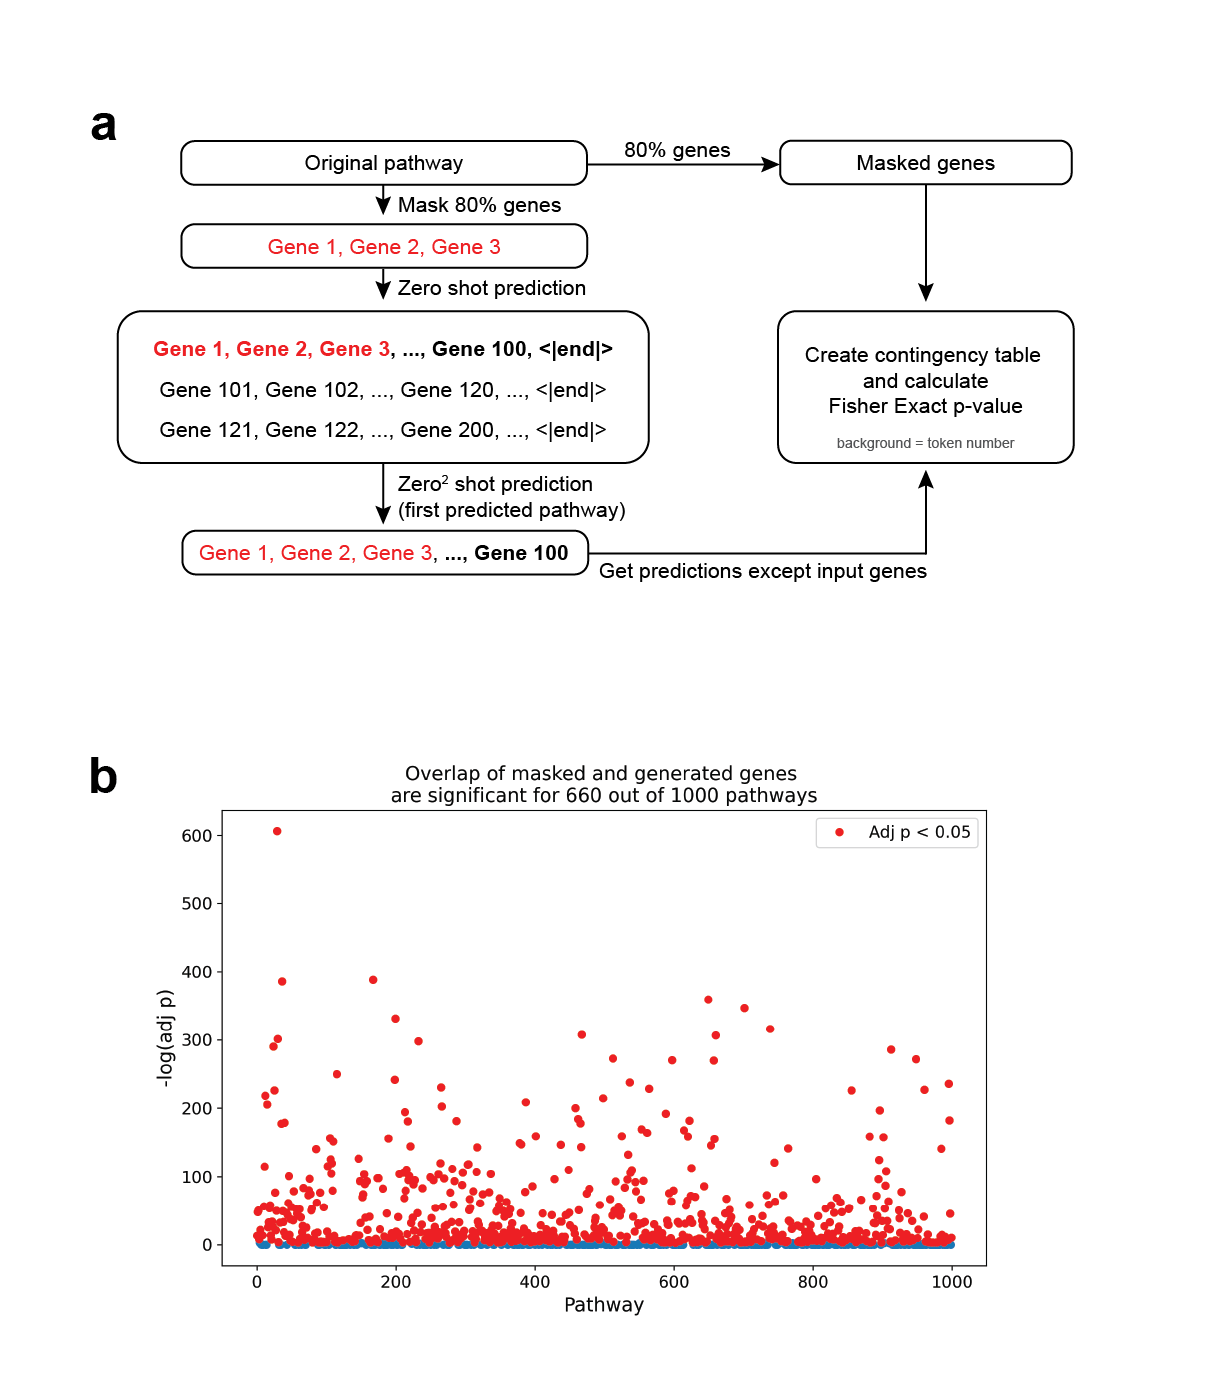 a
Original pathway
80% genes
Masked genes
Mask 80% genes
Gene 1, Gene 2, Gene 3
Zero shot prediction
Gene 1, Gene 2, Gene 3, ..., Gene 100, <|end|>
Gene 101, Gene 102, ..., Gene 120, ..., <|end|>
Gene 121, Gene 122, ..., Gene 200, ..., <|end|>
Create contingency table
and calculate
Fisher Exact p-value
background = token number
Zero² shot prediction
(first predicted pathway)
Gene 1, Gene 2, Gene 3, ..., Gene 100
Get predictions except input genes
b
Overlap of masked and generated genes
are significant for 660 out of 1000 pathways
Adj p < 0.05
600
500
400
300
200
100
0
-log(adj p)
0 200 400 600 800 1000
Pathway